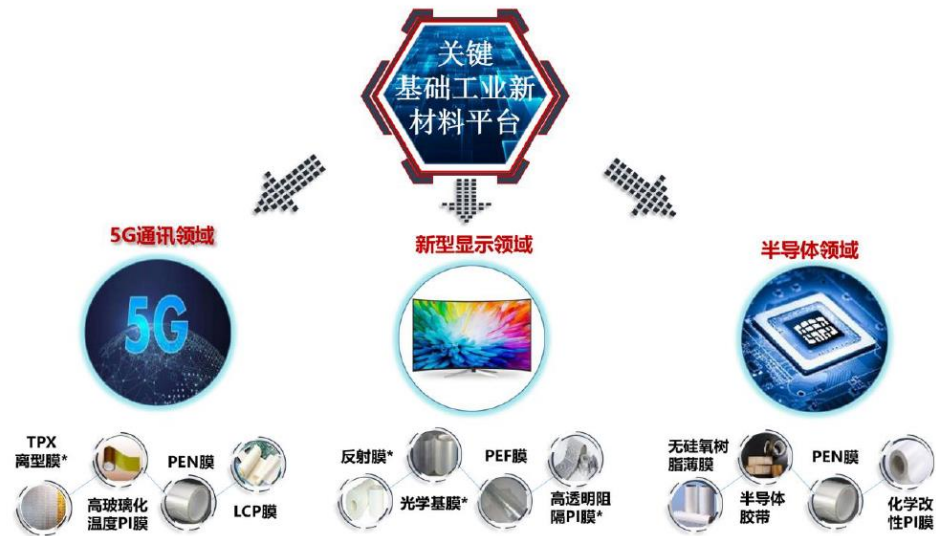 关键
基础工业新
材料平台
5G通讯领域
新型显示领域
半导体领域
5G
TPX
离型膜*
高玻璃化
温度PI膜
PEN膜
LCP膜
反射膜*
光学基膜*
PEF膜
高透明阻
隔PI膜*
无硅氧树
脂薄膜
半导体
胶带
PEN膜
化学改
性PI膜